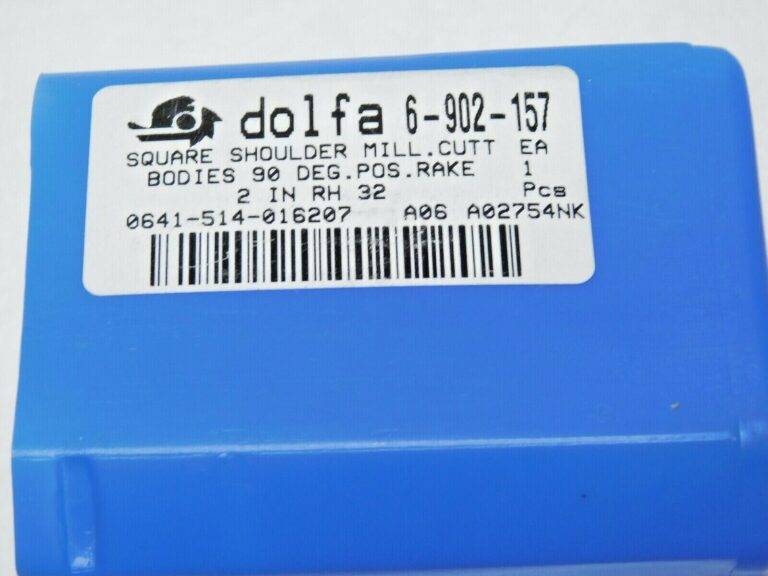 dolfa 6-902-157
SQUARE SHOULDER MILL.CUTT EA
BODIES 90 DEG.POS.RAKE 1
2 IN RH 32 Pcs
0641-514-016207 A06 A02754NK